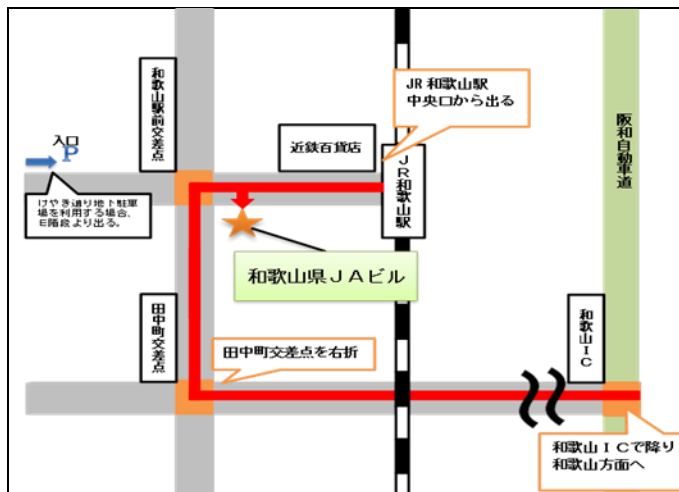 和歌山駅前交差点
JR 和歌山駅
中央口から出る
阪和自動車道
入口
P
近鉄百貨店
JR和歌山駅
けやき通り地下駐車
場を利用する場合、
E階段より出る。
和歌山県JAビル
田中町交差点
和歌山IC
田中町交差点を右折
和歌山ICで降り
和歌山方面へ